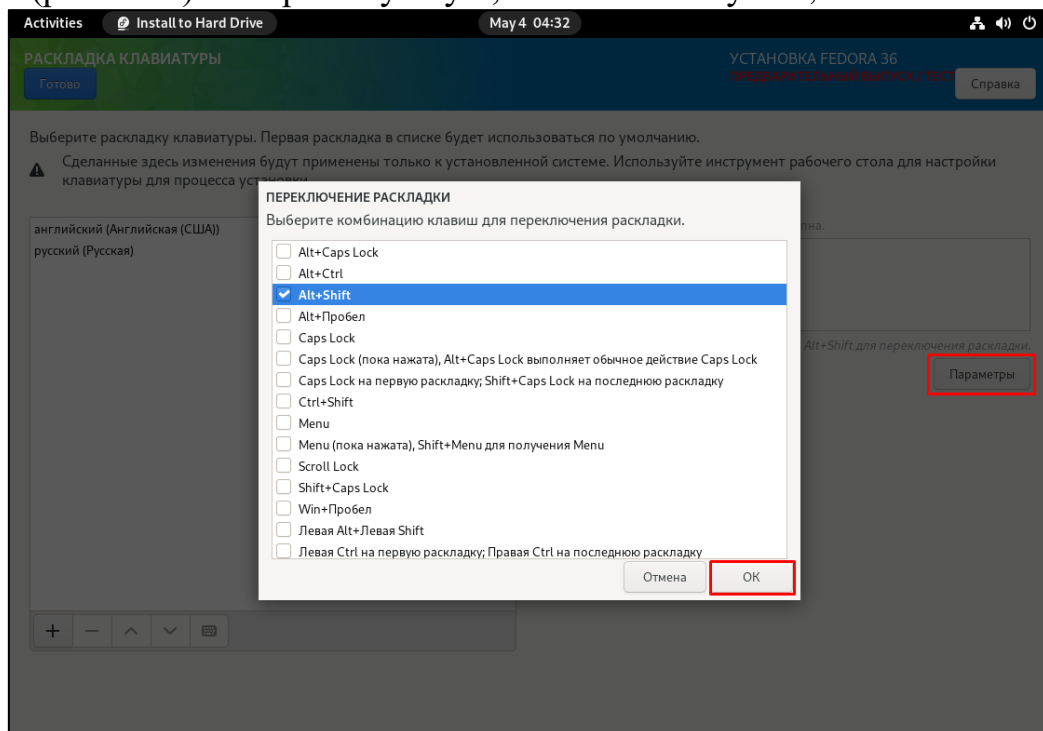 Activities Install to Hard Drive May 4 04:32
РАСКЛАДКА КЛАВИАТУРЫ
УСТАНОВКА FEDORA 36
Готово
Справка
Выберите раскладку клавиатуры. Первая раскладка в списке будет использоваться по умолчанию.
Сделанные здесь изменения будут применены только к установленной системе. Используйте инструмент рабочего стола для настройки
клавиатуры для процесса установки.
английский (Английская (США))
русский (Русская)
ПЕРЕКЛЮЧЕНИЕ РАСКЛАДКИ
Выберите комбинацию клавиш для переключения раскладки.
Alt+Caps Lock
Alt+Ctrl
Alt+Shift
Alt+Пробел
Caps Lock
Caps Lock (пока нажата), Alt+Caps Lock выполняет обычное действие Caps Lock
Caps Lock на первую раскладку; Shift+Caps Lock на последнюю раскладку
Ctrl+Shift
Menu
Menu (пока нажата), Shift+Menu для получения Menu
Scroll Lock
Shift+Caps Lock
Win+Пробел
Левая Alt+Левая Shift
Левая Ctrl на первую раскладку; Правая Ctrl на последнюю раскладку
Отмена
ОК
Alt+Shift для переключения раскладки.
Параметры